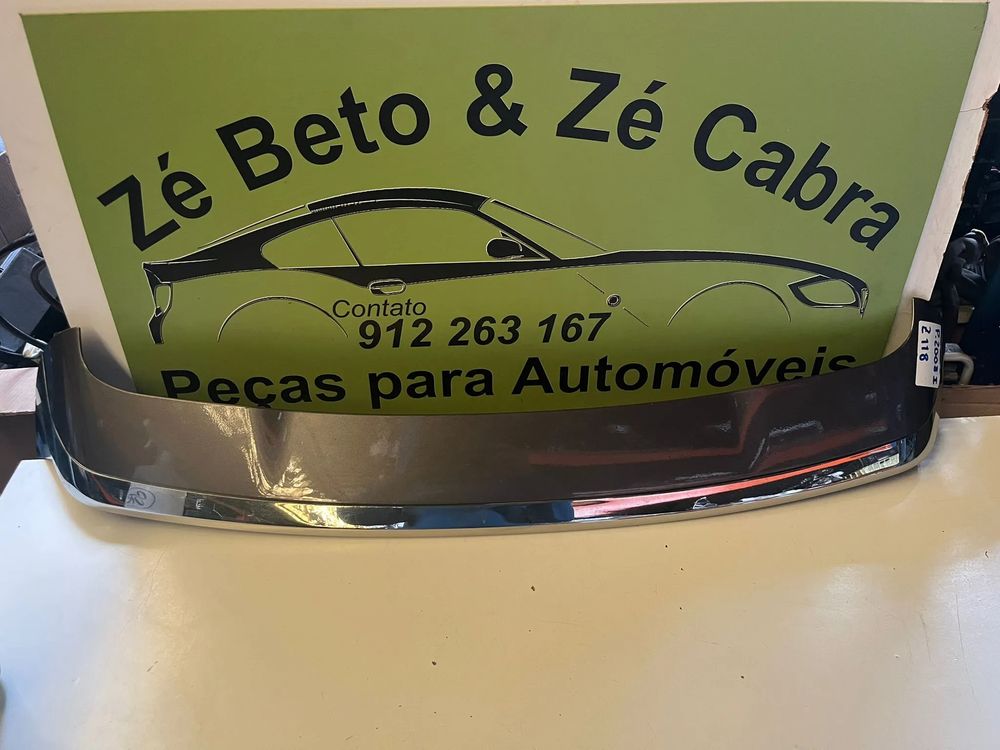 Zé Beto & Zé Cabra
Contato
912 263 167
Peças para Automóveis